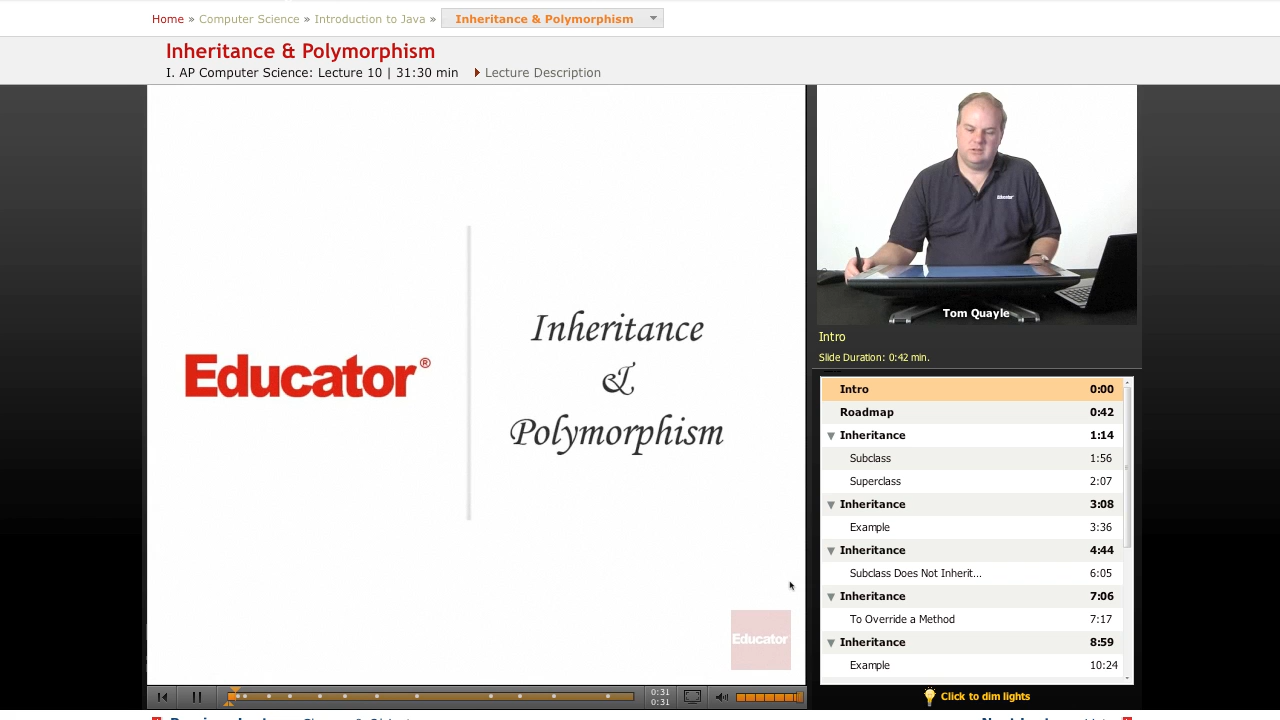 Home » Computer Science » Introduction to Java » Inheritance & Polymorphism
Inheritance & Polymorphism
I. AP Computer Science: Lecture 10 | 31:30 min Lecture Description
Educator®
Inheritance
&
Polymorphism
Educator
Educator
Tom Quayle
Intro
Slide Duration: 0:42 min.
Intro 0:00
Roadmap 0:42
Inheritance 1:14
Subclass 1:56
Superclass 2:07
Inheritance 3:08
Example 3:36
Inheritance 4:44
Subclass Does Not Inherit... 6:05
Inheritance 7:06
To Override a Method 7:17
Inheritance 8:59
Example 10:24
0:31
0:31
Click to dim lights